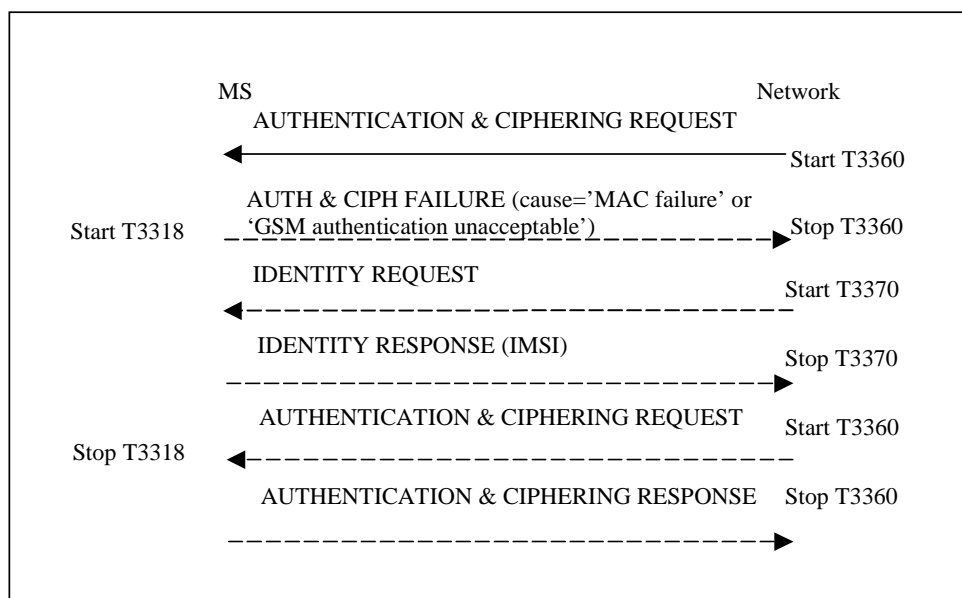 MS Network
AUTHENTICATION & CIPHERING REQUEST
Start T3360
AUTH & CIPH FAILURE (cause=’MAC failure’ or
‘GSM authentication unacceptable’)
Start T3318
Stop T3360
IDENTITY REQUEST
Start T3370
IDENTITY RESPONSE (IMSI)
Stop T3370
AUTHENTICATION & CIPHERING REQUEST
Start T3360
Stop T3318
AUTHENTICATION & CIPHERING RESPONSE
Stop T3360